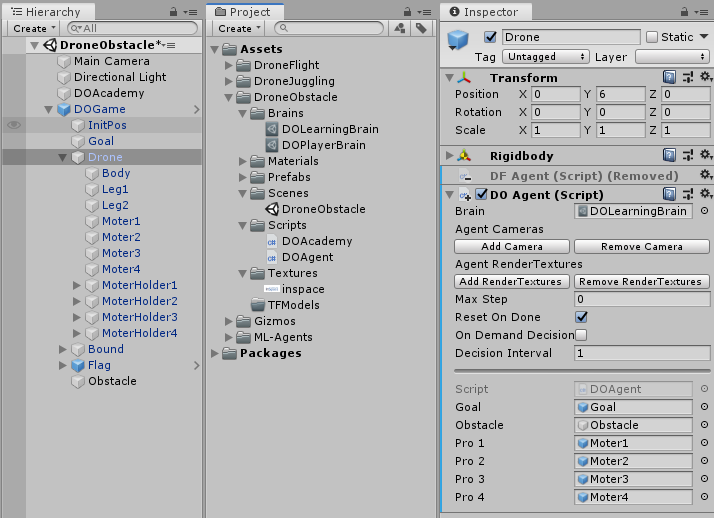 Hierarchy
Create
All
DroneObstacle*
Main Camera
Directional Light
DOAcademy
DOGame
InitPos
Goal
Drone
Body
Leg1
Leg2
Moter1
Moter2
Moter3
Moter4
MoterHolder1
MoterHolder2
MoterHolder3
MoterHolder4
Bound
Flag
Obstacle
Project
Create
Assets
DroneFlight
DroneJuggling
DroneObstacle
Brains
DOLearningBrain
DOPlayerBrain
Materials
Prefabs
Scenes
DroneObstacle
Scripts
DOAcademy
DOAgent
Textures
inspace
TFModels
Gizmos
ML-Agents
Packages
Inspector
Drone Static
Tag Untagged Layer
Transform
Position X 0 Y 6 Z 0
Rotation X 0 Y 0 Z 0
Scale X 1 Y 1 Z 1
Rigidbody
DF Agent (Script) (Removed)
DO Agent (Script)
Brain DOLearningBrain
Agent Cameras
Add Camera Remove Camera
Agent RenderTextures
Add RenderTextures Remove RenderTextures
Max Step 0
Reset On Done
On Demand Decision
Decision Interval 1
Script DOAgent
Goal Goal
Obstacle Obstacle
Pro 1 Moter1
Pro 2 Moter2
Pro 3 Moter3
Pro 4 Moter4